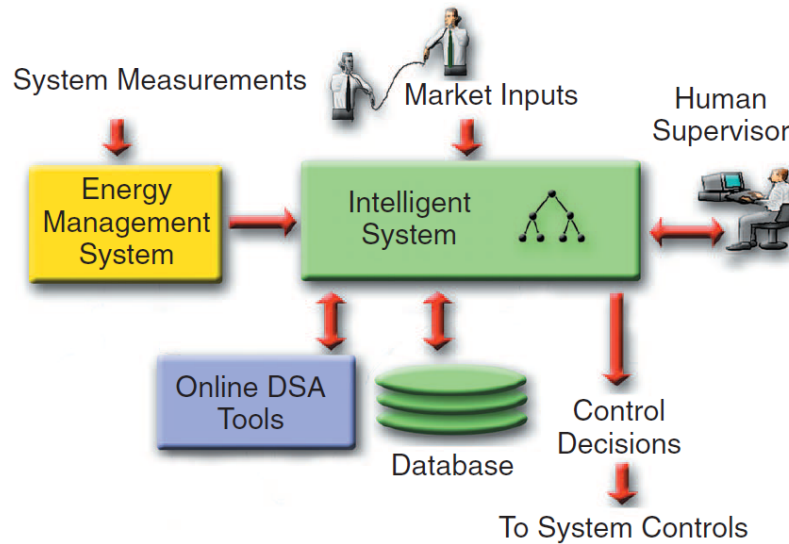 System Measurements
Market Inputs
Human
Supervisor
Energy
Management
System
Intelligent
System
Online DSA
Tools
Database
Control
Decisions
To System Controls